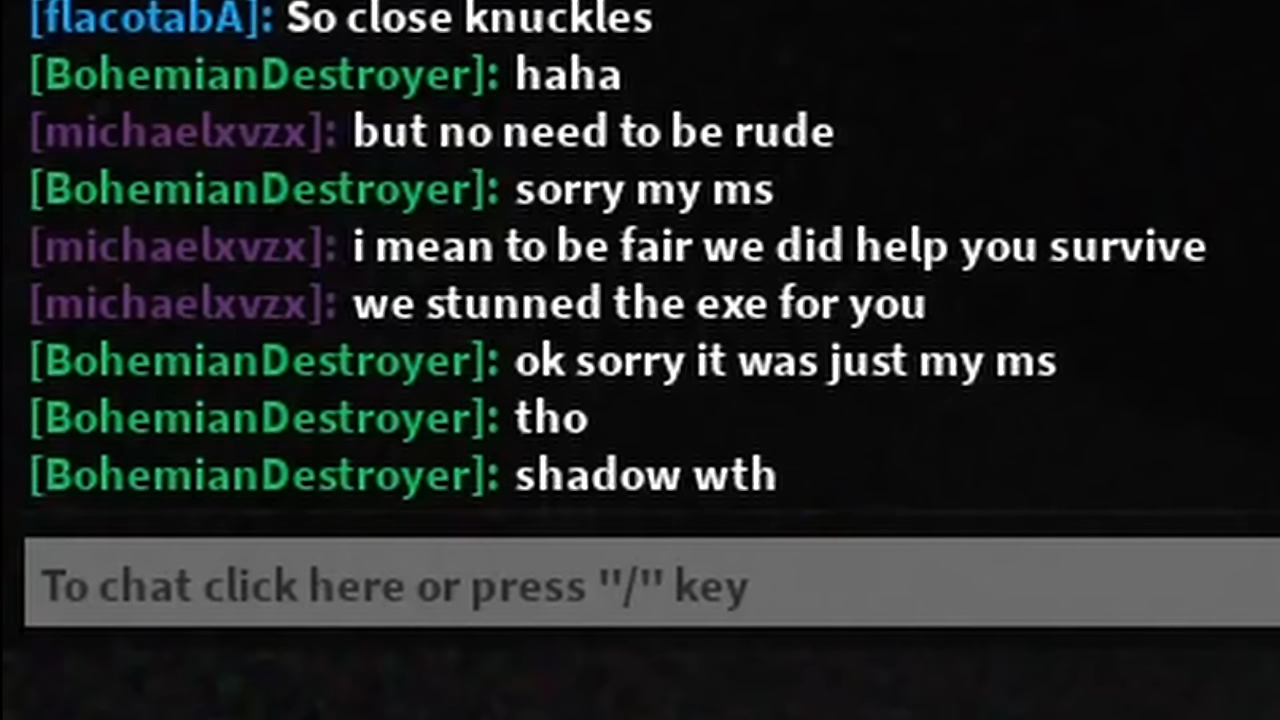 [flacotabA]: So close knuckles
[BohemianDestroyer]: haha
[michaelxvzx]: but no need to be rude
[BohemianDestroyer]: sorry my ms
[michaelxvzx]: i mean to be fair we did help you survive
[michaelxvzx]: we stunned the exe for you
[BohemianDestroyer]: ok sorry it was just my ms
[BohemianDestroyer]: tho
[BohemianDestroyer]: shadow wth
To chat click here or press "/" key